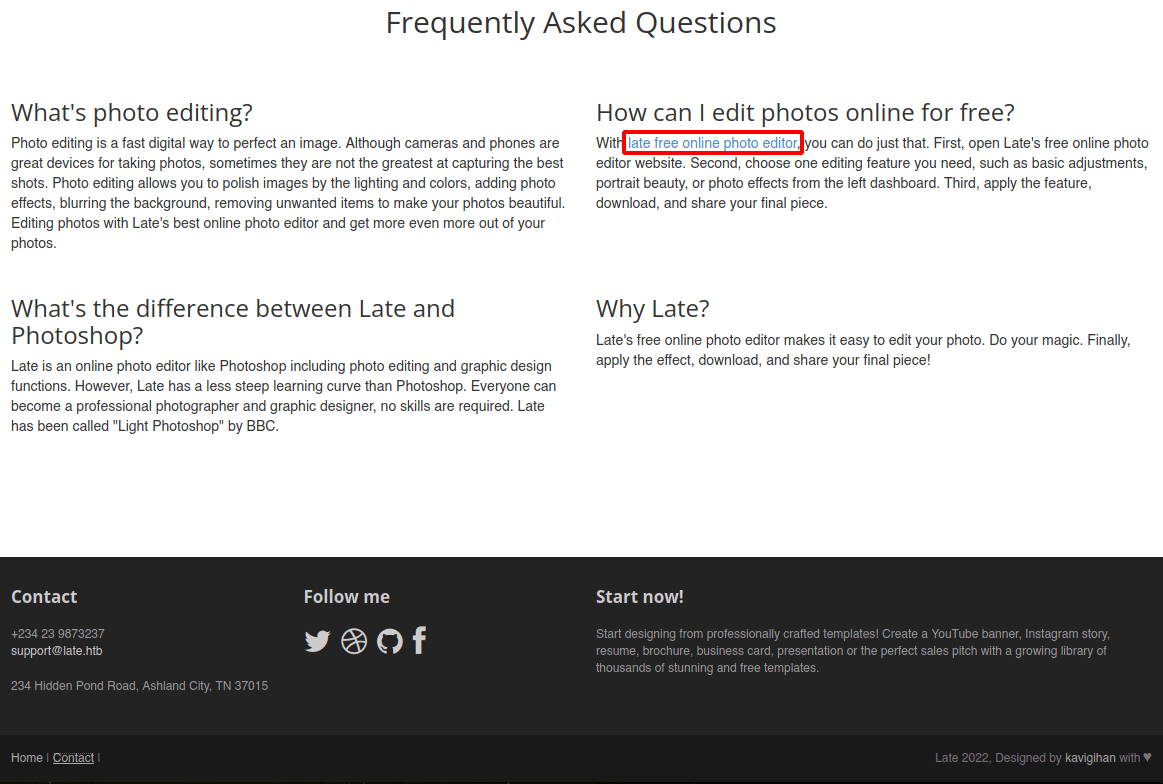 Frequently Asked Questions
What's photo editing?
Photo editing is a fast digital way to perfect an image. Although cameras and phones are
great devices for taking photos, sometimes they are not the greatest at capturing the best
shots. Photo editing allows you to polish images by the lighting and colors, adding photo
effects, blurring the background, removing unwanted items to make your photos beautiful.
Editing photos with Late's best online photo editor and get more even more out of your
photos.
How can I edit photos online for free?
With late free online photo editor, you can do just that. First, open Late's free online photo
editor website. Second, choose one editing feature you need, such as basic adjustments,
portrait beauty, or photo effects from the left dashboard. Third, apply the feature,
download, and share your final piece.
What's the difference between Late and
Photoshop?
Late is an online photo editor like Photoshop including photo editing and graphic design
functions. However, Late has a less steep learning curve than Photoshop. Everyone can
become a professional photographer and graphic designer, no skills are required. Late
has been called "Light Photoshop" by BBC.
Why Late?
Late's free online photo editor makes it easy to edit your photo. Do your magic. Finally,
apply the effect, download, and share your final piece!
Contact
+234 23 9873237
support@late.htb
234 Hidden Pond Road, Ashland City, TN 37015
Follow me
Start now!
Start designing from professionally crafted templates! Create a YouTube banner, Instagram story,
resume, brochure, business card, presentation or the perfect sales pitch with a growing library of
thousands of stunning and free templates.
Home | Contact |
Late 2022, Designed by kavigihan with ♥